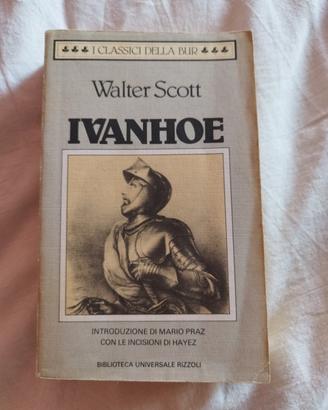 I CLASSICI DELLA BUR
Walter Scott
IVANHOE
INTRODUZIONE DI MARIO PRAZ
CON LE INCISIONI DI HAYEZ
BIBLIOTECA UNIVERSALE RIZZOLI